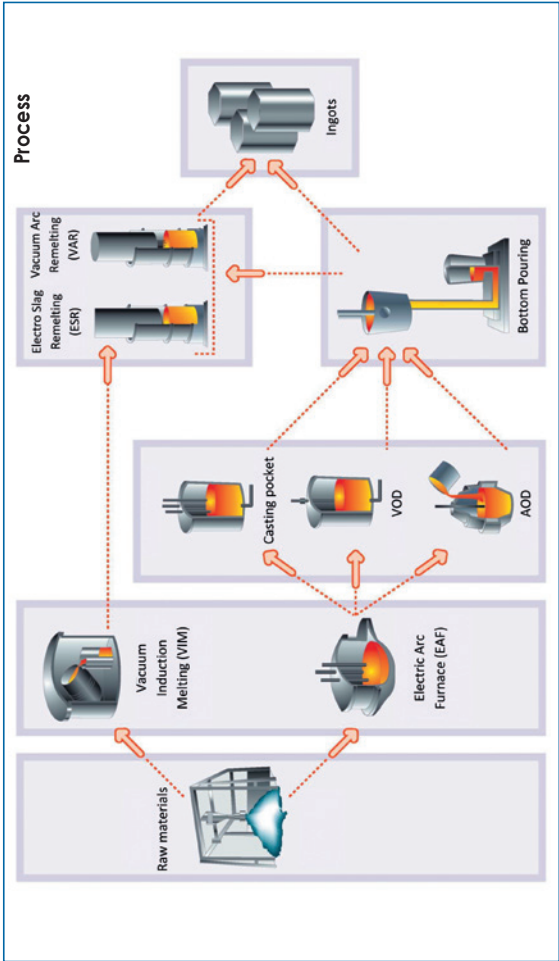 Process
Raw materials
Vacuum
Induction
Melting (VIM)
Electric Arc
Furnace (EAF)
Casting pocket
VOD
AOD
Electro Slag
Remelting
(ESR)
Vacuum Arc
Remelting
(VAR)
Bottom Pouring
Ingots